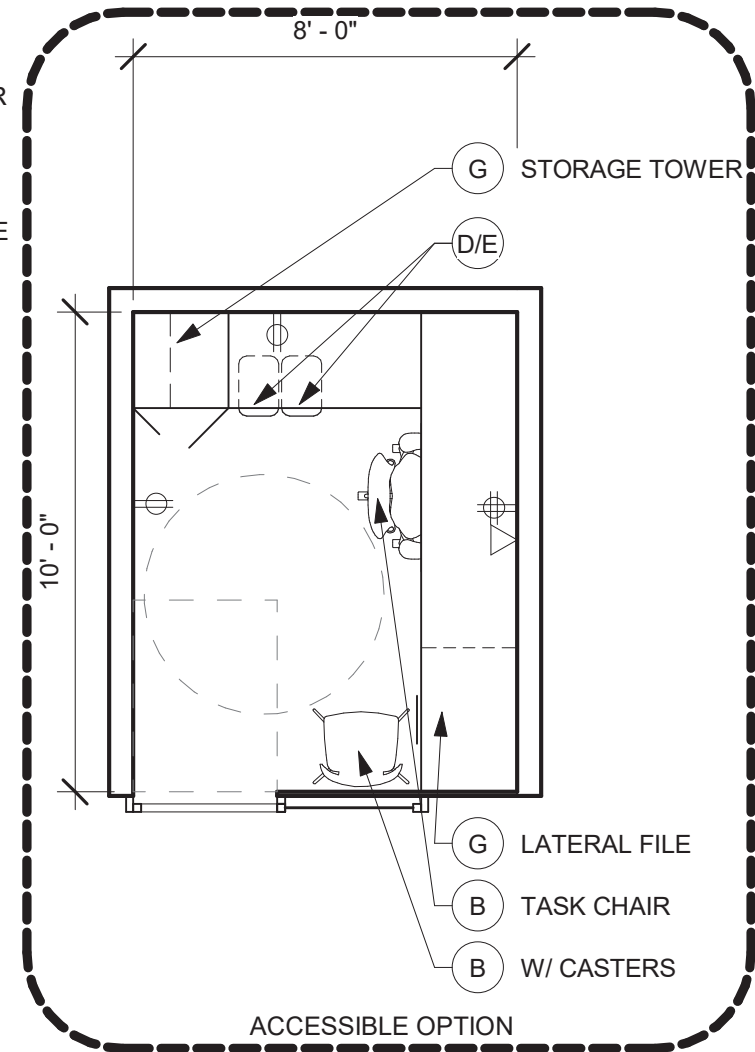 8' - 0"
R
G STORAGE TOWER
E
D/E
10' - 0"
G LATERAL FILE
B TASK CHAIR
B W/ CASTERS
ACCESSIBLE OPTION